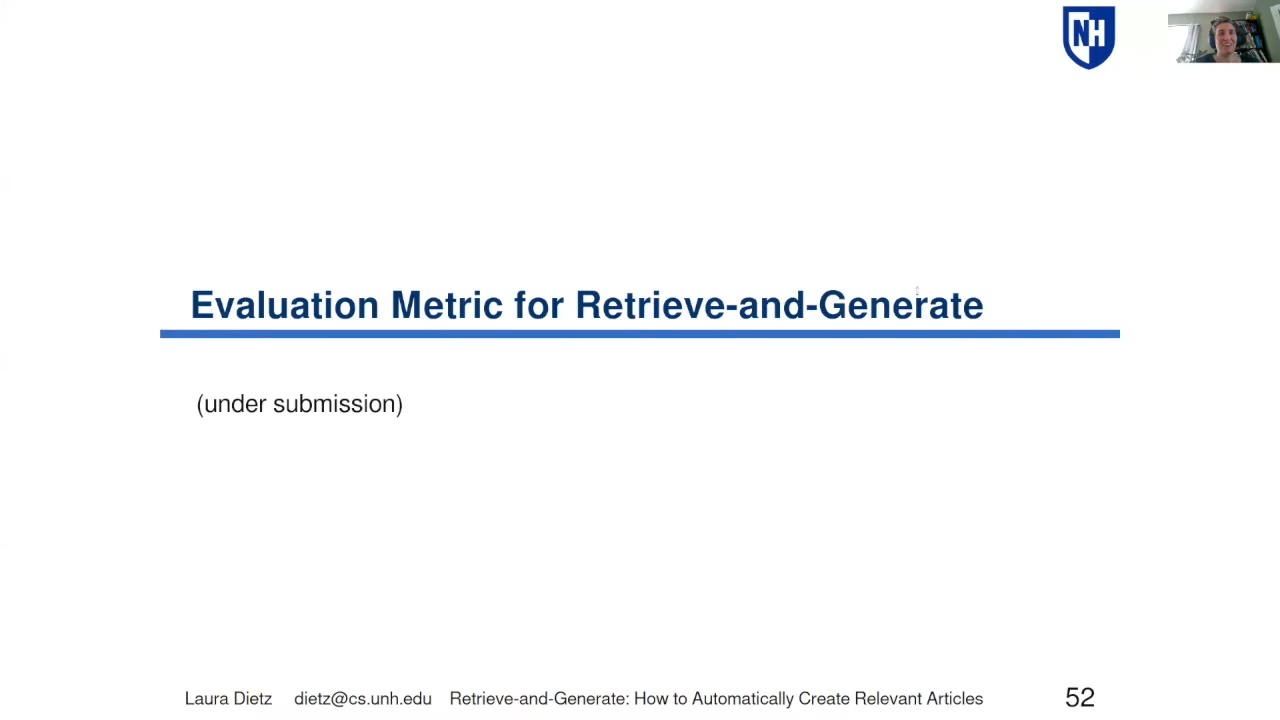 NH
Evaluation Metric for Retrieve-and-Generate
(under submission)
Laura Dietz dietz@cs.unh.edu Retrieve-and-Generate: How to Automatically Create Relevant Articles 52